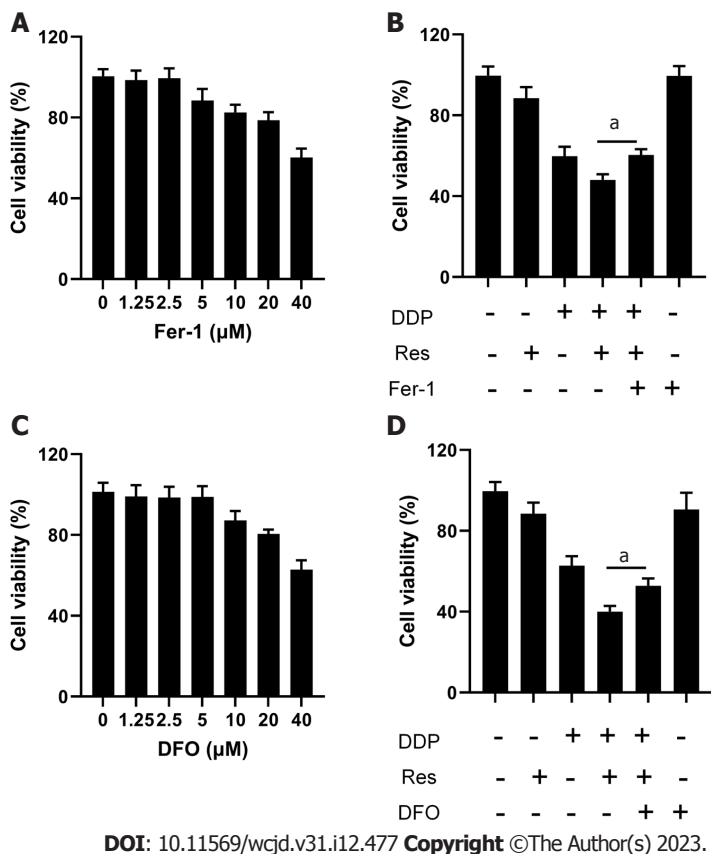 A
120
80
40
0
Cell viability (%)
0 1.25 2.5 5 10 20 40
Fer-1 (μM)
B
120
80
40
0
Cell viability (%)
a
DDP - - + + + -
Res - + - + + -
Fer-1 - - - - + +
C
120
80
40
0
Cell viability (%)
0 1.25 2.5 5 10 20 40
DFO (μM)
D
120
80
40
0
Cell viability (%)
a
DDP - - + + + -
Res - + - + + -
DFO - - - - + +
DOI: 10.11569/wcjd.v31.i12.477 Copyright ©The Author(s) 2023.